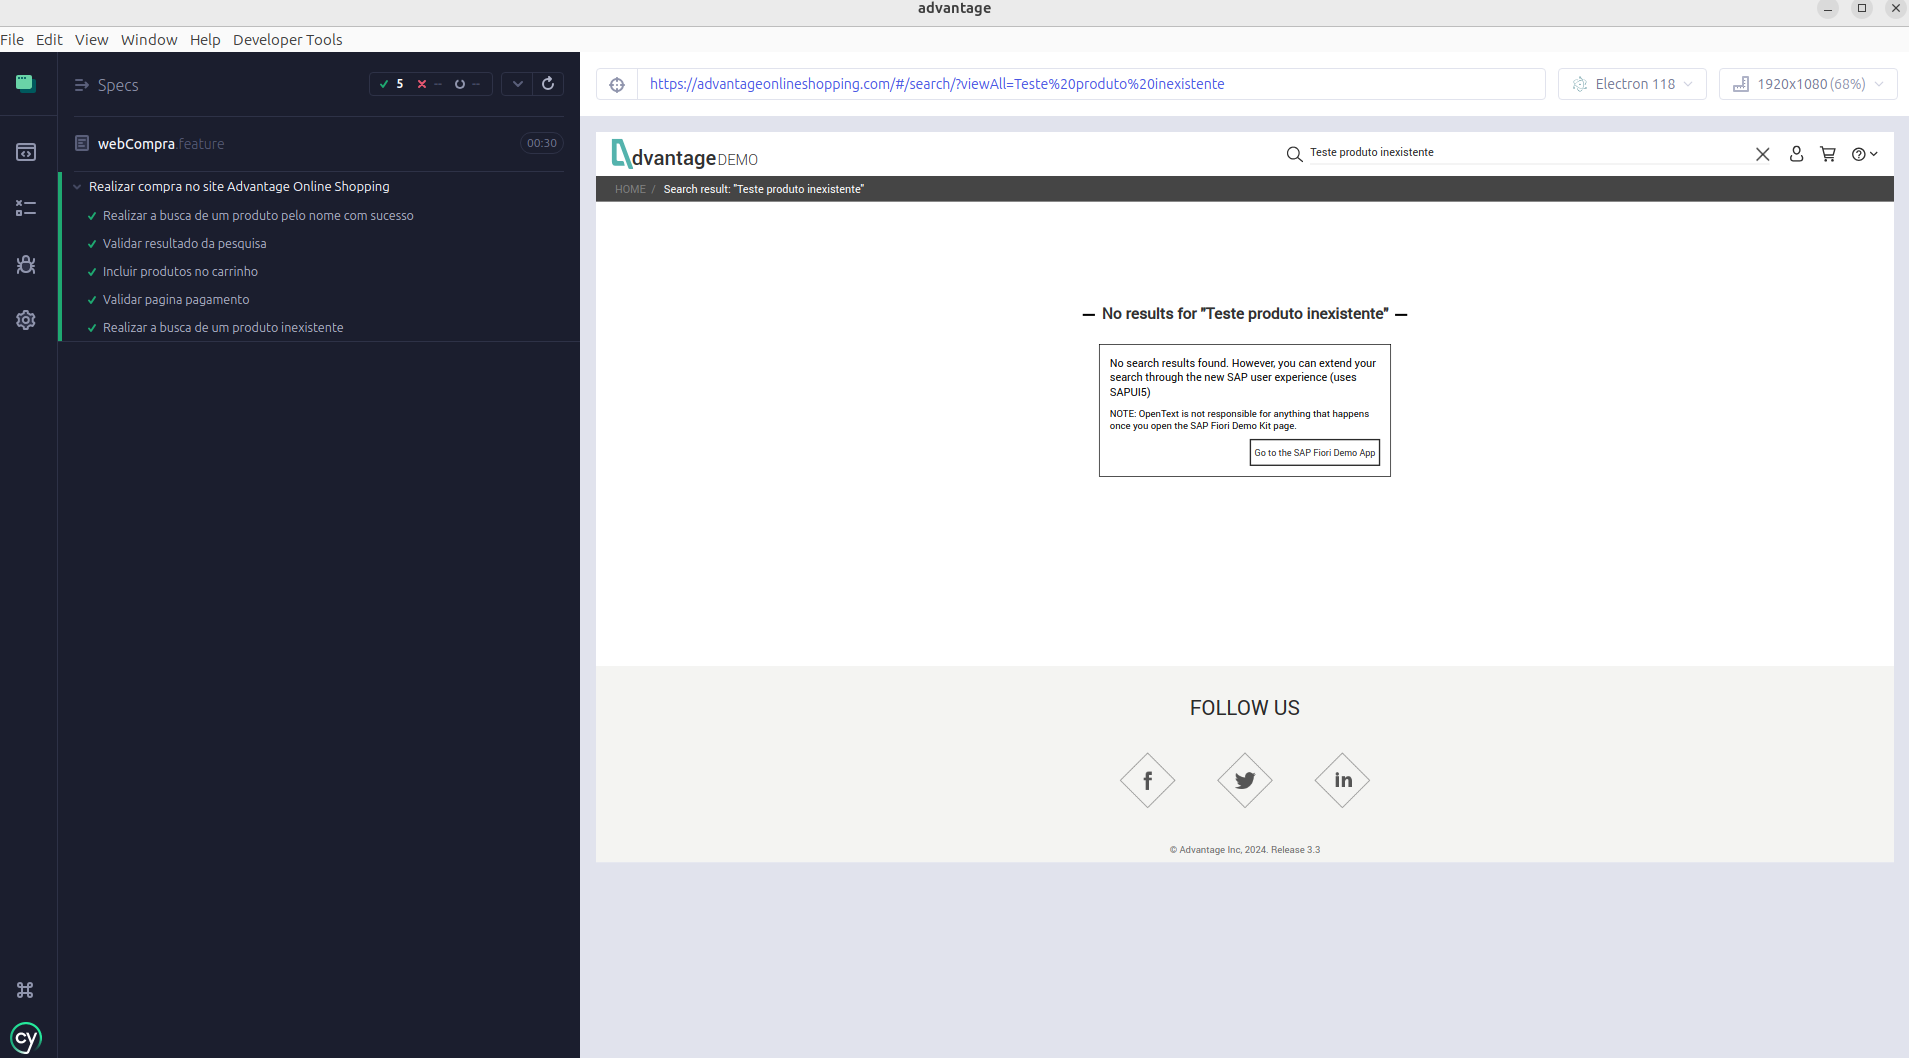 advantage
File Edit View Window Help Developer Tools
Specs
5 -- --
webCompra.feature 00:30
Realizar compra no site Advantage Online Shopping
Realizar a busca de um produto pelo nome com sucesso
Validar resultado da pesquisa
Incluir produtos no carrinho
Validar pagina pagamento
Realizar a busca de um produto inexistente
cy
https://advantageonlineshopping.com/#/search/?viewAll=Teste%20produto%20inexistente
Electron 118
1920x1080 (68%)
dvantage DEMO
Teste produto inexistente
HOME / Search result: "Teste produto inexistente"
No results for "Teste produto inexistente"
No search results found. However, you can extend your
search through the new SAP user experience (uses
SAPUI5)
NOTE: OpenText is not responsible for anything that happens
once you open the SAP Fiori Demo Kit page.
Go to the SAP Fiori Demo App
FOLLOW US
f
in
© Advantage Inc, 2024. Release 3.3